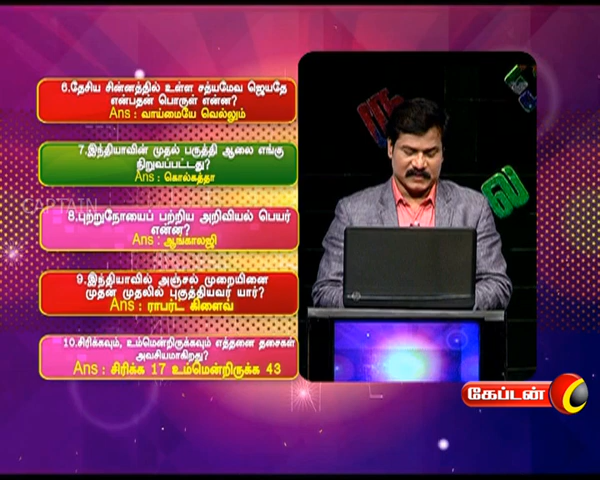 6.தேசிய சின்னத்தில் உள்ள சத்யமேவ ஜெயதே
என்பதன் பொருள் என்ன?
Ans : வாய்மையே வெல்லும்
7.இந்தியாவின் முதல் பருத்தி ஆலை எங்கு
நிறுவப்பட்டது?
Ans : கொல்கத்தா
CAPTAIN
8.புற்றுநோயைப் பற்றிய அறிவியல் பெயர்
என்ன?
Ans : ஆங்காலஜி
9.இந்தியாவில் அஞ்சல் முறையினை
முதன் முதலில் புகுத்தியவர் யார்?
Ans : ராபர்ட் கிளைவ்
10.சிரிக்கவும், உம்மென்றிருக்கவும் எத்தனை தசைகள்
அவசியமாகிறது?
Ans : சிரிக்க 17 உம்மென்றிருக்க 43
கேப்டன்